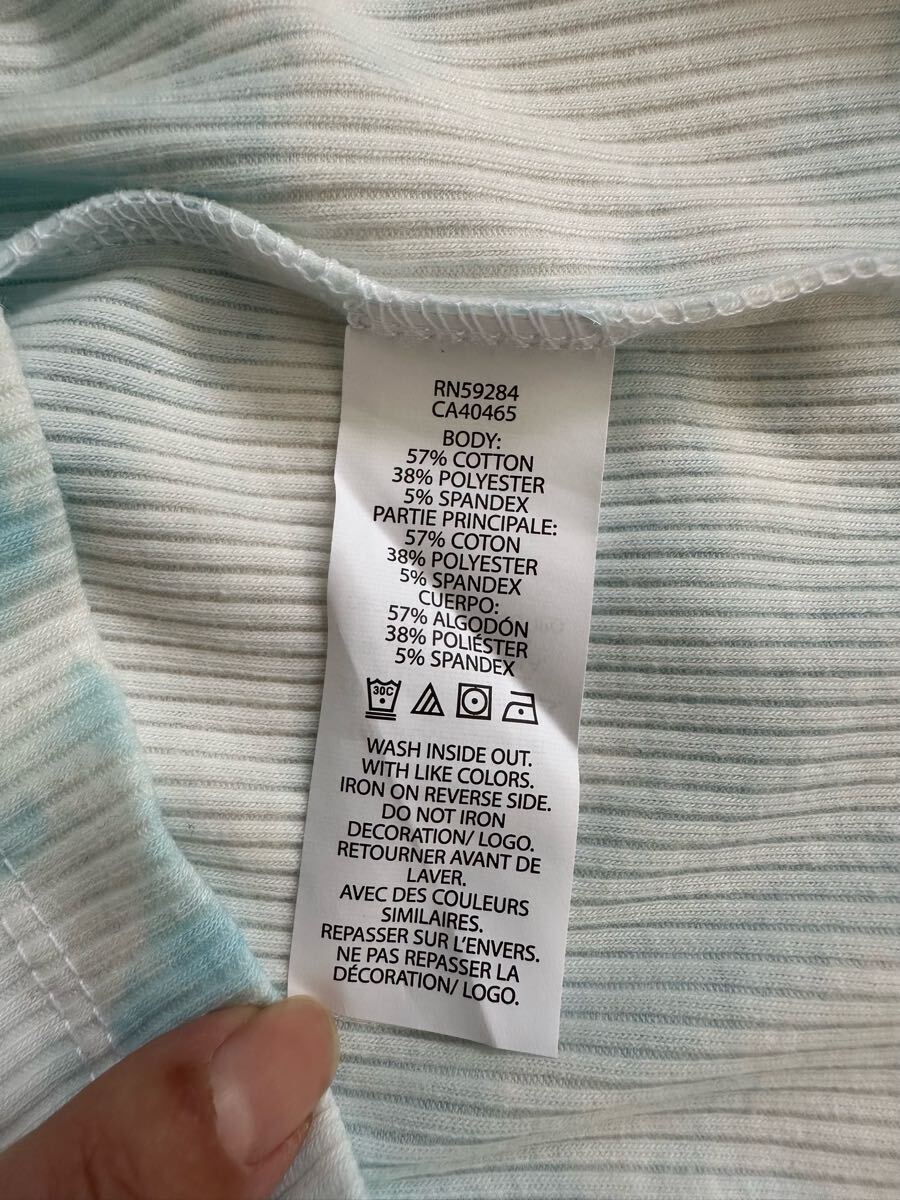 RN59284
CA40465
BODY:
57% COTTON
38% POLYESTER
5% SPANDEX
PARTIE PRINCIPALE:
57% COTON
38% POLYESTER
5% SPANDEX
CUERPO:
57% ALGODÓN
38% POLIÉSTER
5% SPANDEX
30C
WASH INSIDE OUT.
WITH LIKE COLORS.
IRON ON REVERSE SIDE.
DO NOT IRON
DECORATION/ LOGO.
RETOURNER AVANT DE
LAVER.
AVEC DES COULEURS
SIMILAIRES.
REPASSER SUR L'ENVERS.
NE PAS REPASSER LA
DÉCORATION/ LOGO.